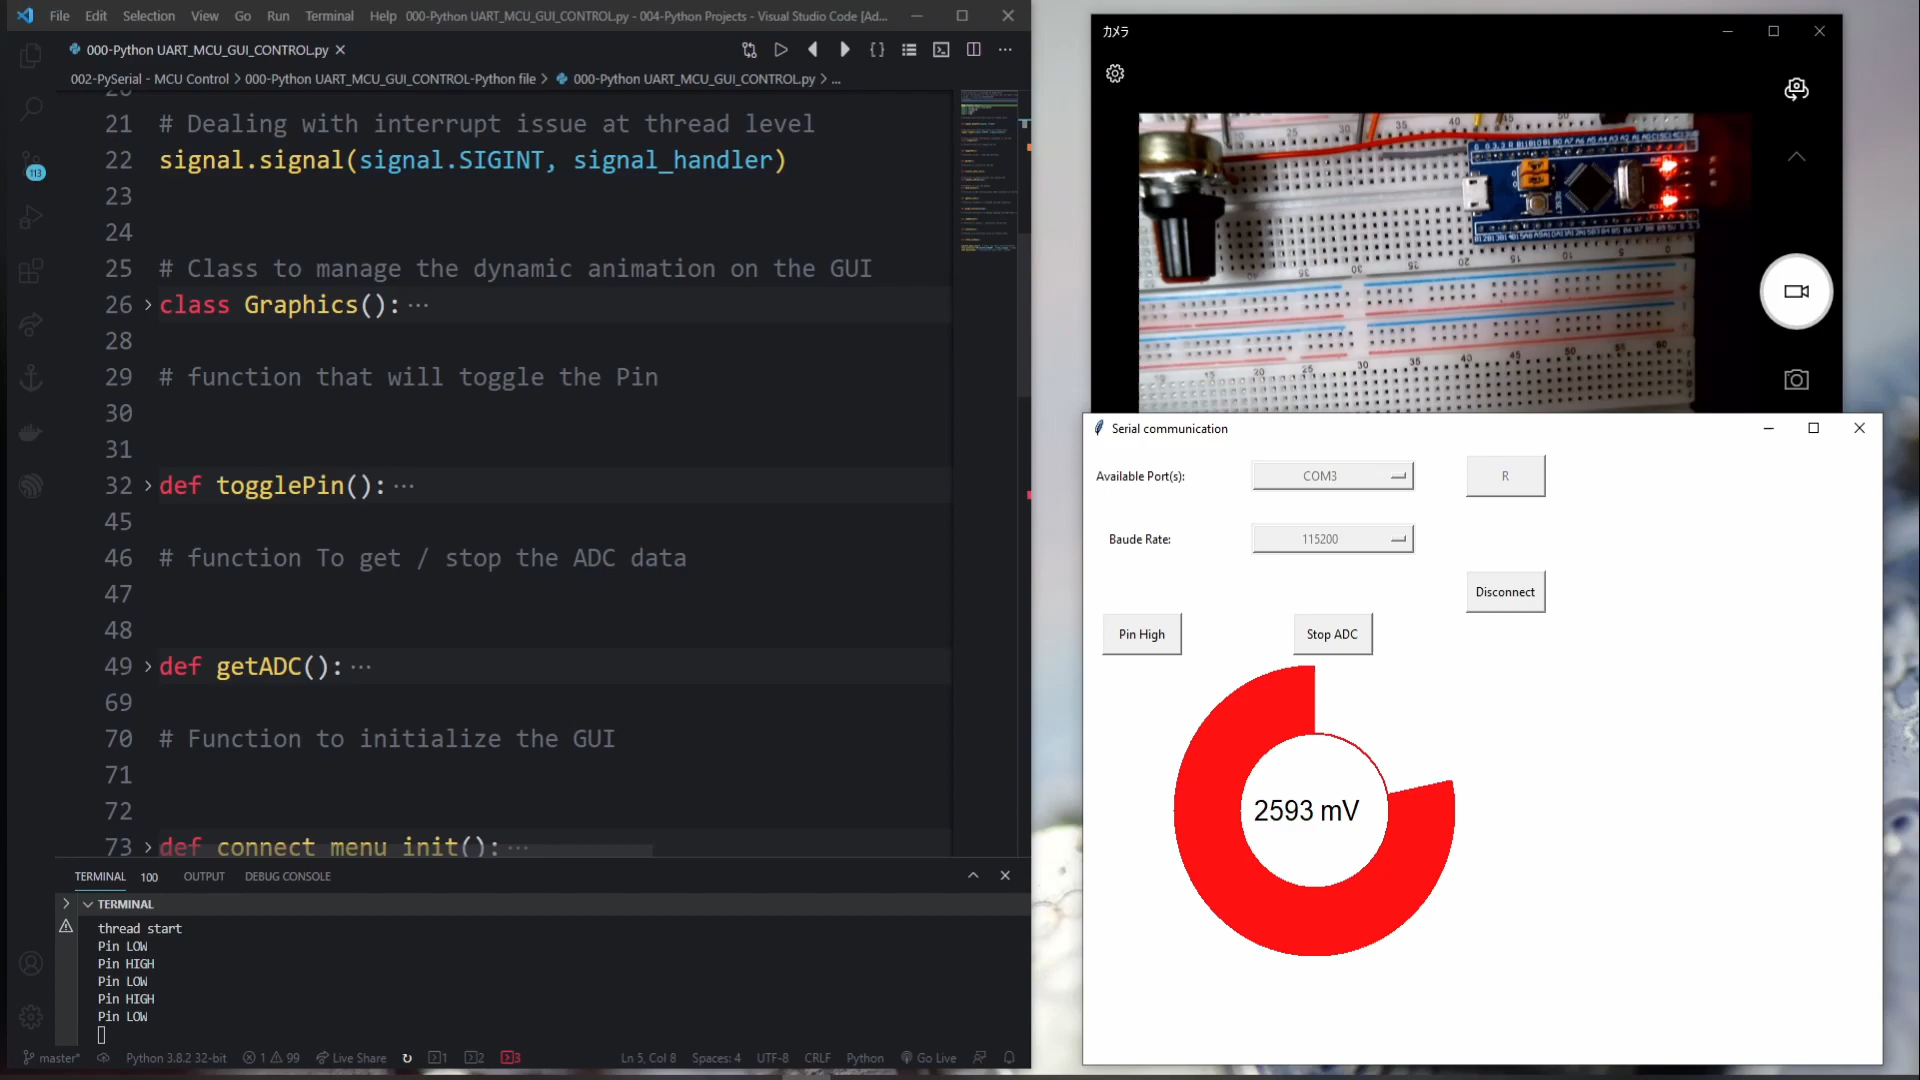 File Edit Selection View Go Run Terminal Help 000-Python UART_MCU_GUI_CONTROL.py - 004-Python Projects - Visual Studio Code [Ad...
000-Python UART_MCU_GUI_CONTROL.py
002-PySerial - MCU Control > 000-Python UART_MCU_GUI_CONTROL-Python file > 000-Python UART_MCU_GUI_CONTROL.py > ...
113
20
21 # Dealing with interrupt issue at thread level
22 signal.signal(signal.SIGINT, signal_handler)
23
24
25 # Class to manage the dynamic animation on the GUI
26 > class Graphics(): ...
28
29 # function that will toggle the Pin
30
31
32 > def togglePin(): ...
45
46 # function To get / stop the ADC data
47
48
49 > def getADC(): ...
69
70 # Function to initialize the GUI
71
72
73 > def connect_menu_init(): ...
TERMINAL 100 OUTPUT DEBUG CONSOLE
TERMINAL
thread start
Pin LOW
Pin HIGH
Pin LOW
Pin HIGH
Pin LOW
master* Python 3.8.2 32-bit 1 99 Live Share 1 2 3 Ln 5, Col 8 Spaces: 4 UTF-8 CRLF Python Go Live
カメラ
Serial communication
Available Port(s): COM3 R
Baude Rate: 115200
Disconnect
Pin High Stop ADC
2593 mV